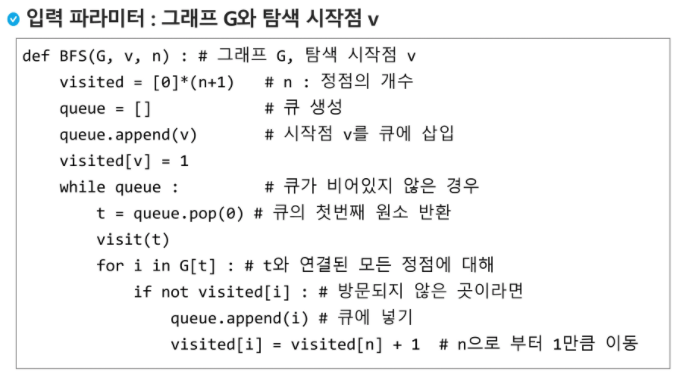 입력 파라미터 : 그래프 G와 탐색 시작점 v
def BFS(G, v, n) : # 그래프 G, 탐색 시작점 v
    visited = [0]*(n+1)   # n : 정점의 개수
    queue = []            # 큐 생성
    queue.append(v)       # 시작점 v를 큐에 삽입
    visited[v] = 1
    while queue :         # 큐가 비어있지 않은 경우
        t = queue.pop(0) # 큐의 첫번째 원소 반환
        visit(t)
        for i in G[t] : # t와 연결된 모든 정점에 대해
            if not visited[i] : # 방문되지 않은 곳이라면
                queue.append(i) # 큐에 넣기
                visited[i] = visited[n] + 1  # n으로 부터 1만큼 이동